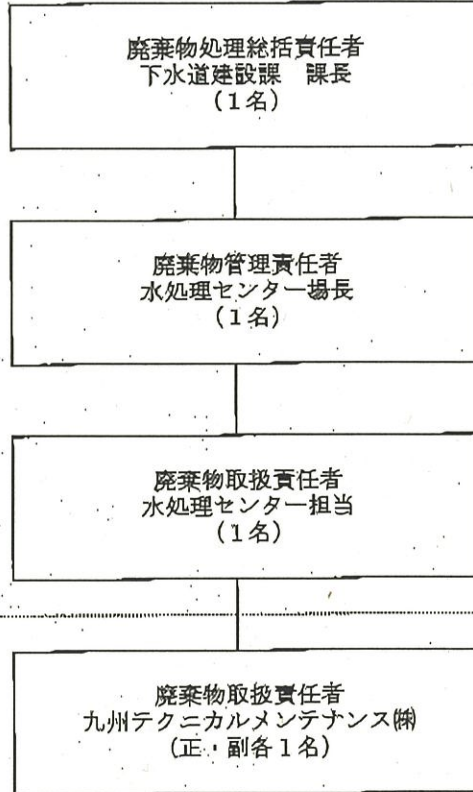 廃棄物処理総括責任者
下水道建設課　課長
(1名)
廃棄物管理責任者
水処理センター場長
(1名)
廃棄物取扱責任者
水処理センター担当
(1名)
廃棄物取扱責任者
九州テクニカルメンテナンス㈱
(正・副各1名)